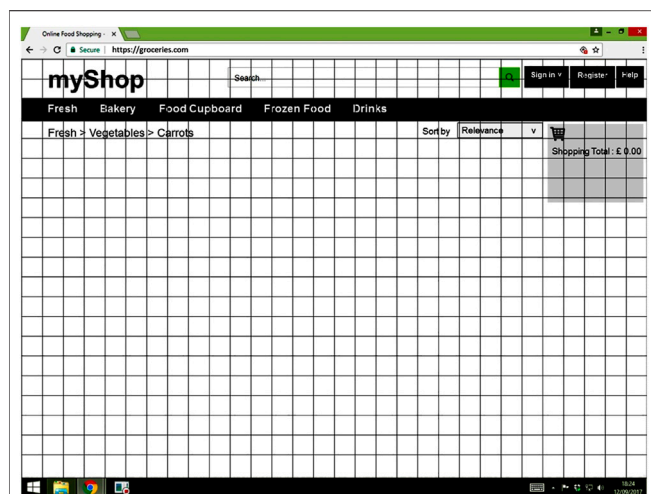 Online Food Shopping -
Secure https://groceries.com
myShop
Search...
Sign in v
Register
Help
Fresh Bakery Food Cupboard Frozen Food Drinks
Fresh > Vegetables > Carrots
Sort by Relevance v
Shopping Total : £ 0.00
18:24
12/09/2017